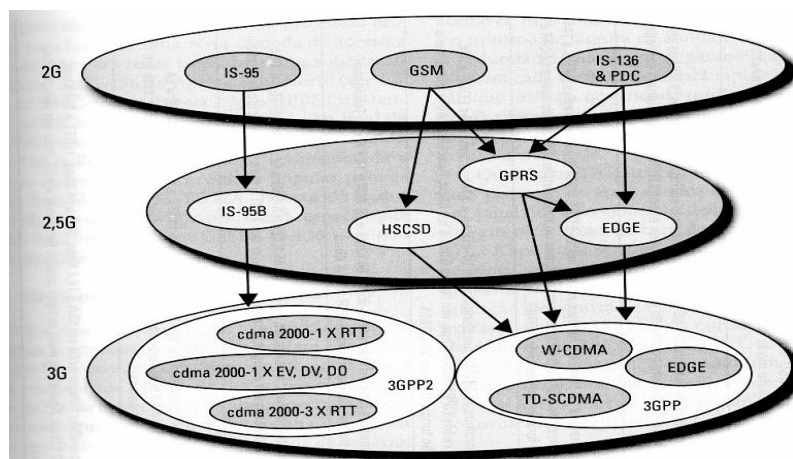 2G
IS-95
GSM
IS-136
& PDC
2,5G
IS-95B
HSCSD
GPRS
EDGE
3G
cdma 2000-1 X RTT
cdma 2000-1 X EV, DV, DO
cdma 2000-3 X RTT
3GPP2
W-CDMA
EDGE
TD-SCDMA
3GPP